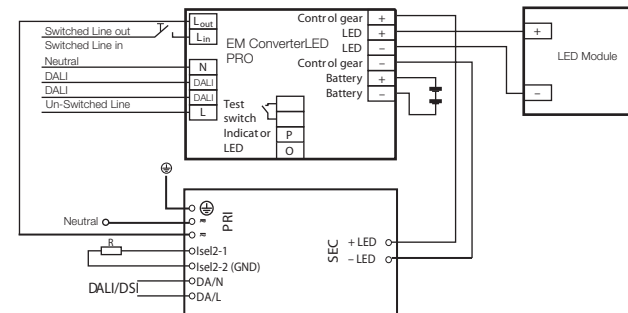 Switched Line out
Switched Line in
Neutral
DALI
DALI
Un-Switched Line
Lout
Lin
N
DALI
DALI
L
EM ConverterLED
PRO
Test
switch
Indicator
LED
P
O
Control gear +
LED +
LED –
Control gear –
Battery +
Battery –
+
–
LED Module
Neutral
R
DALI/DSI
PRI
Isel2-1
Isel2-2 (GND)
DA/N
DA/L
SEC
+ LED
– LED